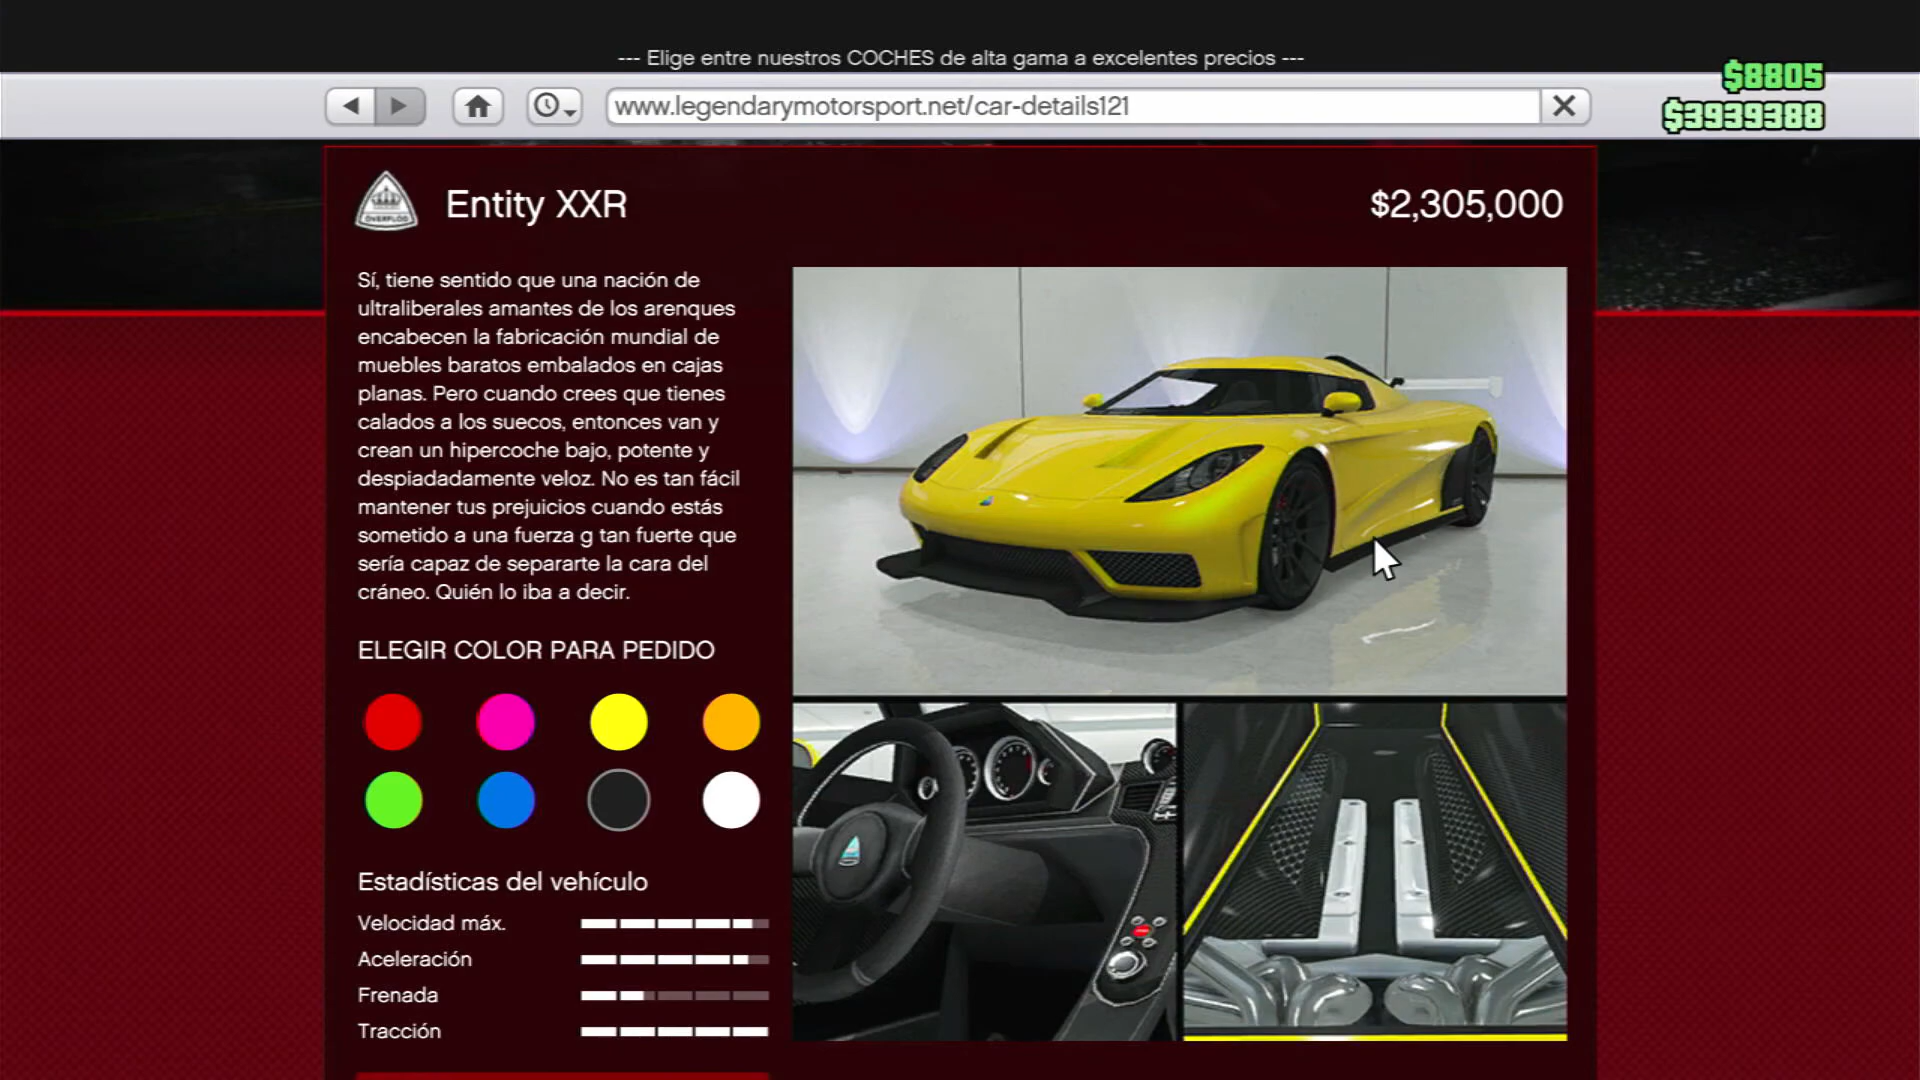 --- Elige entre nuestros COCHES de alta gama a excelentes precios ---
$8805
www.legendarymotorsport.net/car-details121
$3939388
OVERFLOD
Entity XXR
$2,305,000
Sí, tiene sentido que una nación de
ultraliberales amantes de los arenques
encabecen la fabricación mundial de
muebles baratos embalados en cajas
planas. Pero cuando crees que tienes
calados a los suecos, entonces van y
crean un hipercoche bajo, potente y
despiadadamente veloz. No es tan fácil
mantener tus prejuicios cuando estás
sometido a una fuerza g tan fuerte que
sería capaz de separarte la cara del
cráneo. Quién lo iba a decir.
ELEGIR COLOR PARA PEDIDO
Estadísticas del vehículo
Velocidad máx.
Aceleración
Frenada
Tracción